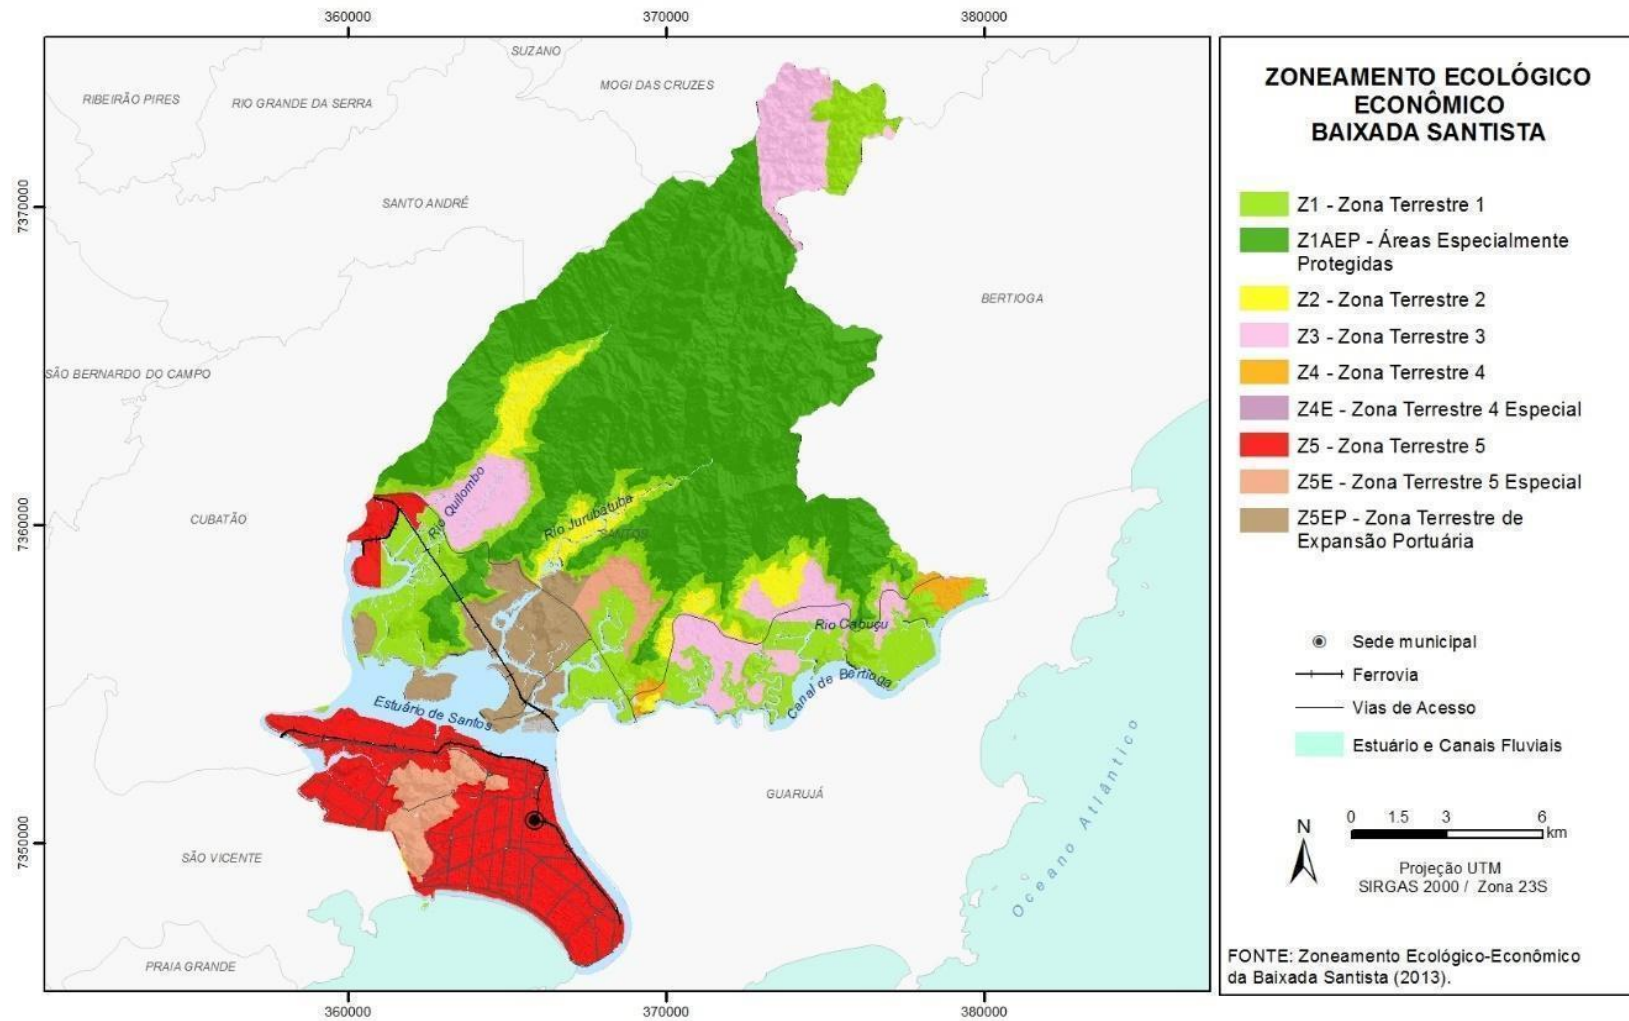 360000
370000
380000
SUZANO
RIBEIRÃO PIRES
RIO GRANDE DA SERRA
MOGI DAS CRUZES
7370000
SANTO ANDRÉ
BERTIOGA
SÃO BERNARDO DO CAMPO
Rio Quilombo
7360000
CUBATÃO
Rio Jurubatuba
SANTOS
Rio Cabuçu
Canal de Bertioga
Estuário de Santos
GUARUJÁ
Oceano Atlântico
7350000
SÃO VICENTE
PRAIA GRANDE
360000
370000
380000
ZONEAMENTO ECOLÓGICO
ECONÔMICO
BAIXADA SANTISTA
Z1 - Zona Terrestre 1
Z1AEP - Áreas Especialmente
Protegidas
Z2 - Zona Terrestre 2
Z3 - Zona Terrestre 3
Z4 - Zona Terrestre 4
Z4E - Zona Terrestre 4 Especial
Z5 - Zona Terrestre 5
Z5E - Zona Terrestre 5 Especial
Z5EP - Zona Terrestre de
Expansão Portuária
Sede municipal
Ferrovia
Vias de Acesso
Estuário e Canais Fluviais
N
0 1.5 3 6
km
Projeção UTM
SIRGAS 2000 / Zona 23S
FONTE: Zoneamento Ecológico-Econômico
da Baixada Santista (2013).